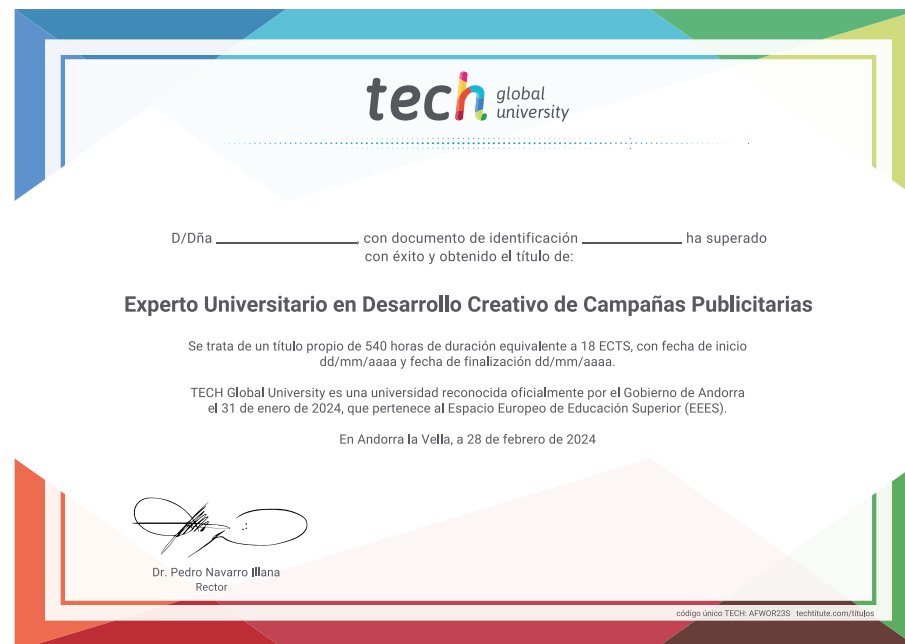 tech global university
D/Dña ____________________, con documento de identificación ______________ ha superado
con éxito y obtenido el título de:
Experto Universitario en Desarrollo Creativo de Campañas Publicitarias
Se trata de un título propio de 540 horas de duración equivalente a 18 ECTS, con fecha de inicio
dd/mm/aaaa y fecha de finalización dd/mm/aaaa.
TECH Global University es una universidad reconocida oficialmente por el Gobierno de Andorra
el 31 de enero de 2024, que pertenece al Espacio Europeo de Educación Superior (EEES).
En Andorra la Vella, a 28 de febrero de 2024
Dr. Pedro Navarro Illana
Rector
código único TECH: AFWOR23S techtitute.com/titulos